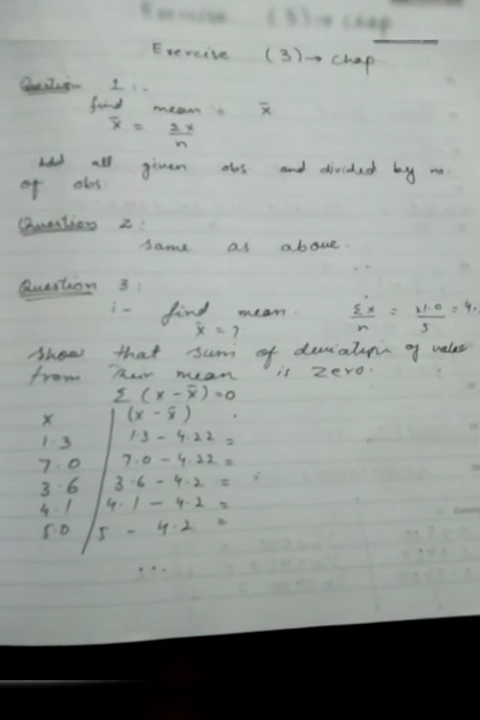 Exercise (3) → chap
Question 1 :-
find mean = x̄
x̄ = Σx
n
Add all given obs. and divided by no.
of obs.
Question 2 :
same as above.
Question 3 :
i- find mean. Σx/n = 21.0/5 = 4.
x̄ = ?
Show that sum of deviation of value
from their mean is zero.
Σ (x - x̄) = 0
x (x - x̄)
1.3 1.3 - 4.22 =
7.0 7.0 - 4.22 =
3.6 3.6 - 4.2 =
4.1 4.1 - 4.2 =
5.0 5 - 4.2 =
...